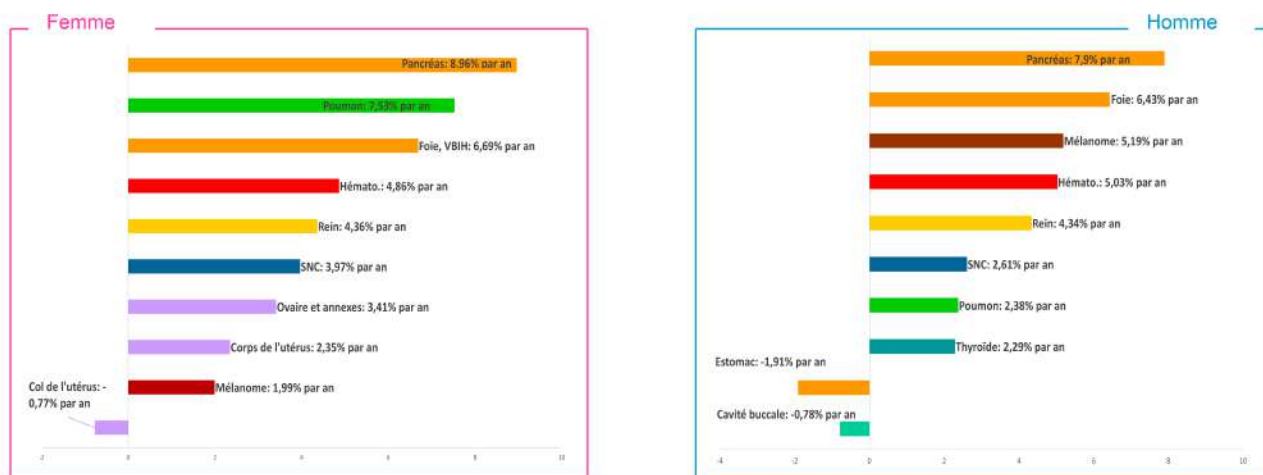 Femme
Pancréas: 8.96% par an
Poumon: 7,53% par an
Foie, VBIH: 6,69% par an
Hémato.: 4,86% par an
Rein: 4,36% par an
SNC: 3,97% par an
Ovaire et annexes: 3,41% par an
Corps de l'utérus: 2,35% par an
Mélanome: 1,99% par an
Col de l'utérus: -
0,77% par an
-2 0 2 4 6 8 10
Homme
Pancréas: 7,9% par an
Foie: 6,43% par an
Mélanome: 5,19% par an
Hémato.: 5,03% par an
Rein: 4,34% par an
SNC: 2,61% par an
Poumon: 2,38% par an
Thyroïde: 2,29% par an
Estomac: -1,91% par an
Cavité buccale: -0,78% par an
-4 -2 0 2 4 6 8 10